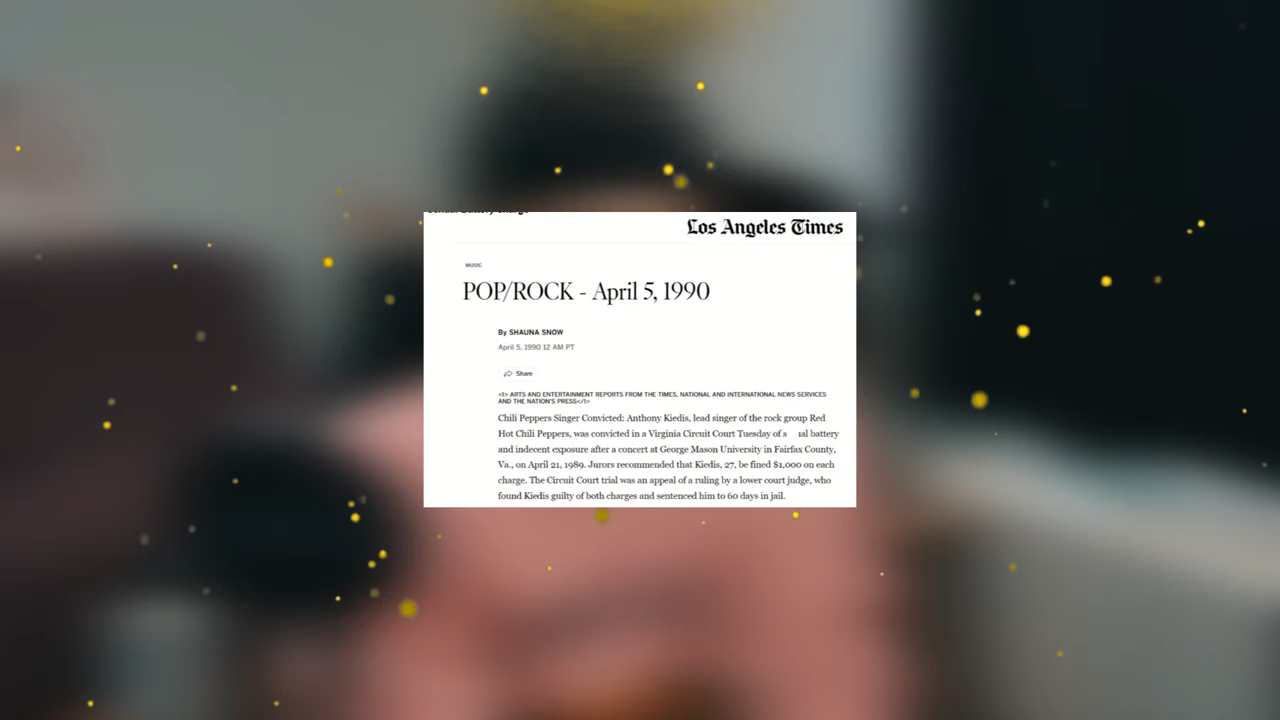 Los Angeles Times
MUSIC
POP/ROCK - April 5, 1990
By SHAUNA SNOW
April 5, 1990 12 AM PT
Share
<I> ARTS AND ENTERTAINMENT REPORTS FROM THE TIMES, NATIONAL AND INTERNATIONAL NEWS SERVICES
AND THE NATION'S PRESS</I>
Chili Peppers Singer Convicted: Anthony Kiedis, lead singer of the rock group Red
Hot Chili Peppers, was convicted in a Virginia Circuit Court Tuesday of s ual battery
and indecent exposure after a concert at George Mason University in Fairfax County,
Va., on April 21, 1989. Jurors recommended that Kiedis, 27, be fined $1,000 on each
charge. The Circuit Court trial was an appeal of a ruling by a lower court judge, who
found Kiedis guilty of both charges and sentenced him to 60 days in jail.